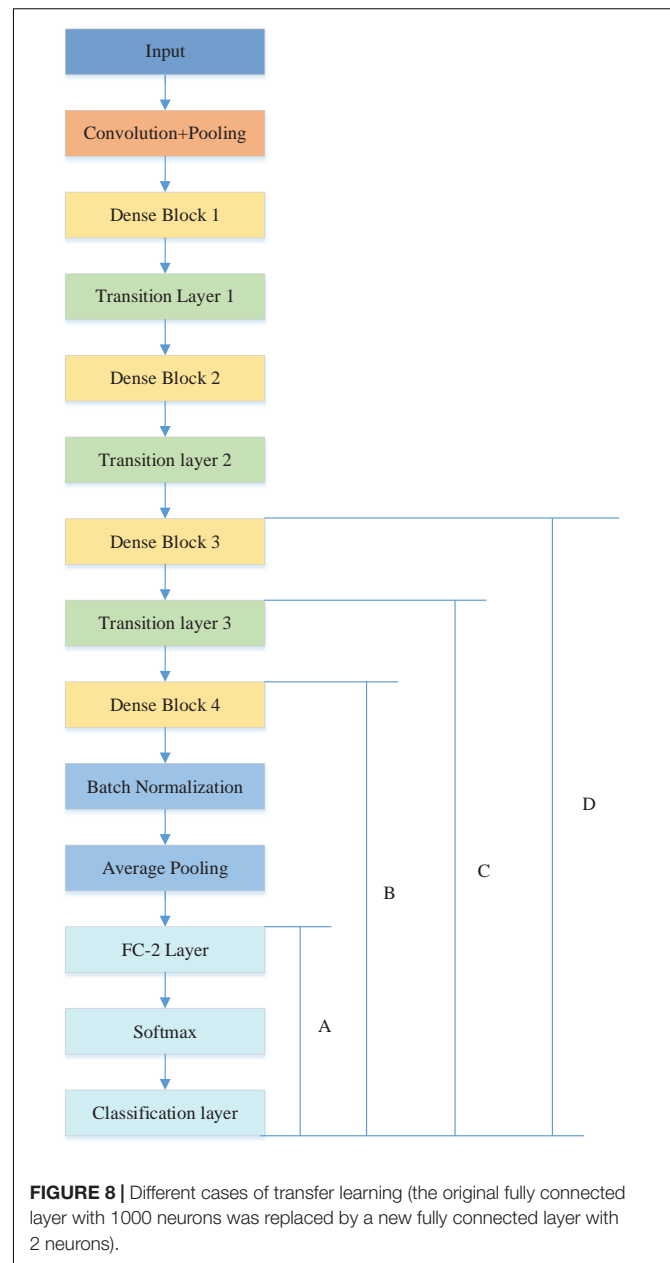 Input
Convolution+Pooling
Dense Block 1
Transition Layer 1
Dense Block 2
Transition layer 2
Dense Block 3
Transition layer 3
Dense Block 4
Batch Normalization
D
C
Average Pooling
B
FC-2 Layer
A
Softmax
Classification layer
FIGURE 8 | Different cases of transfer learning (the original fully connected
layer with 1000 neurons was replaced by a new fully connected layer with
2 neurons).